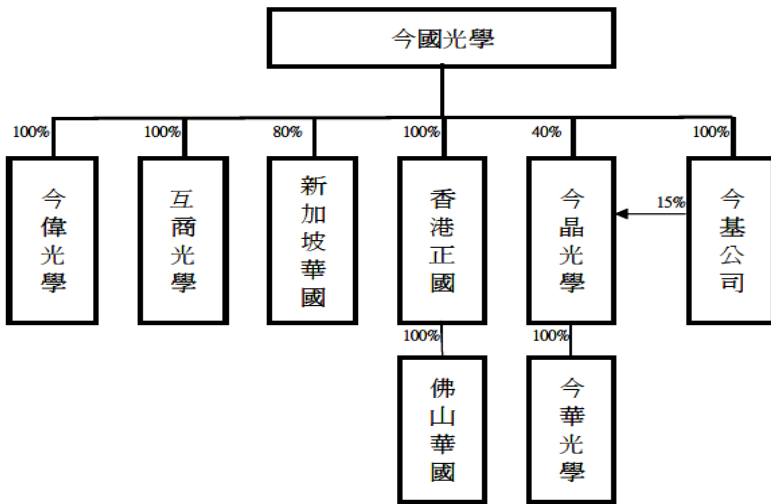 今國光學
100%
100%
80%
100%
40%
100%
今偉光學
互商光學
新加坡華國
香港正國
今晶光學
15%
今基公司
100%
100%
佛山華國
今華光學